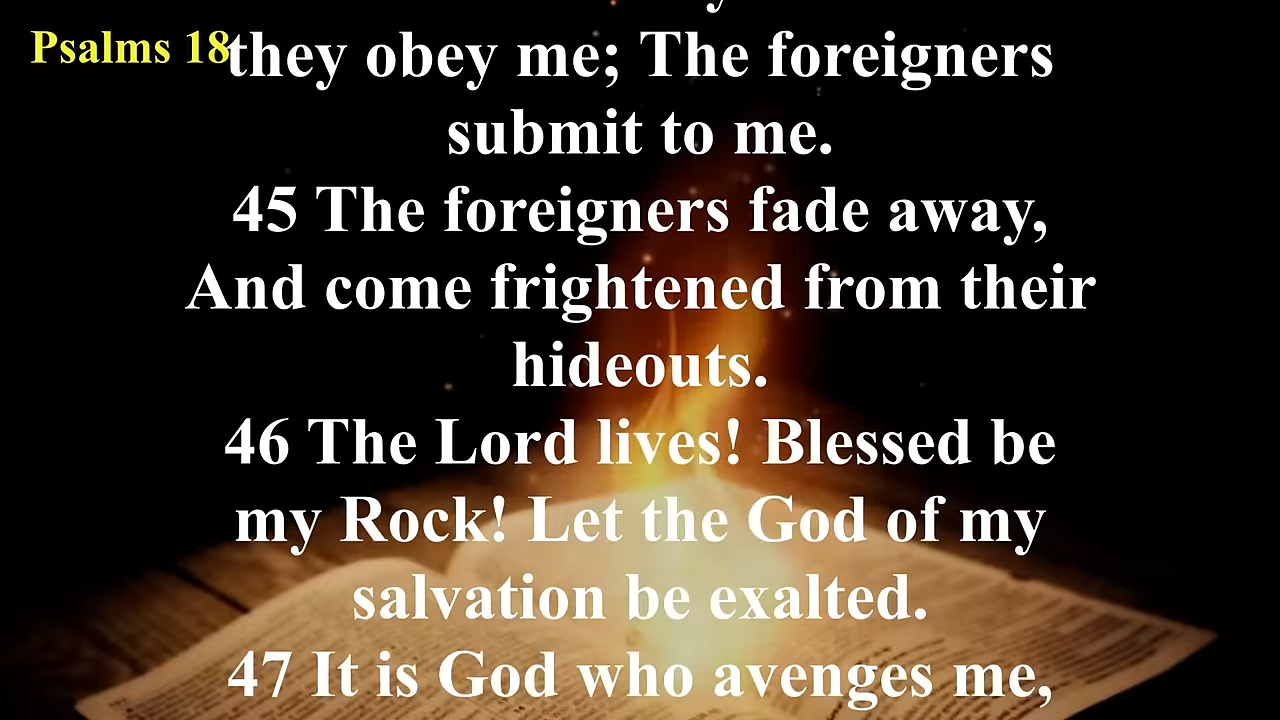 Psalms 18
they obey me; The foreigners
submit to me.
45 The foreigners fade away,
And come frightened from their
hideouts.
46 The Lord lives! Blessed be
my Rock! Let the God of my
salvation be exalted.
47 It is God who avenges me,